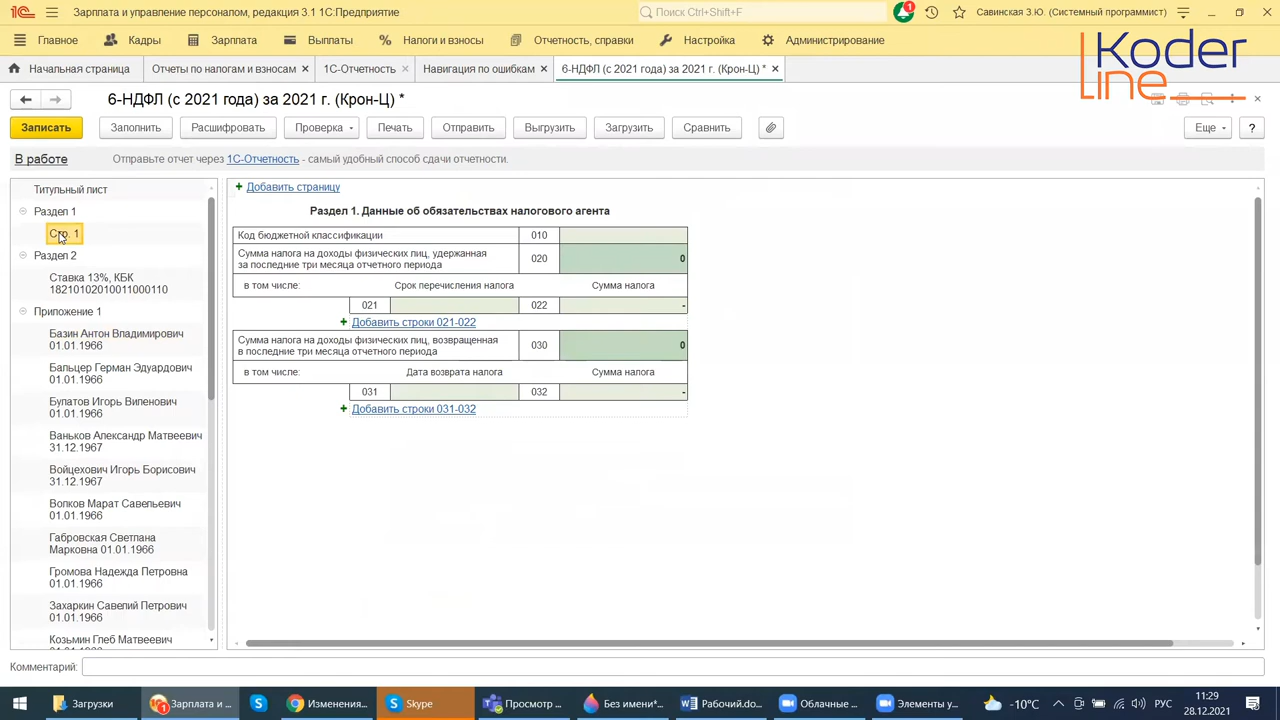 1С Зарплата и управление персоналом, редакция 3.1 1С:Предприятие
Поиск Ctrl+Shift+F
1
Савинская З.Ю. (Системный программист)
Главное
Кадры
Зарплата
Выплаты
% Налоги и взносы
Отчетность, справки
Настройка
Администрирование
Koder
line
Начальная страница
Отчеты по налогам и взносам ×
1С-Отчетность ×
Навигация по ошибкам ×
6-НДФЛ (с 2021 года) за 2021 г. (Крон-Ц) * ×
6-НДФЛ (с 2021 года) за 2021 г. (Крон-Ц) *
Записать
Заполнить
Расшифровать
Проверка
Печать
Отправить
Выгрузить
Загрузить
Сравнить
Еще
?
В работе
Отправьте отчет через 1С-Отчетность - самый удобный способ сдачи отчетности.
Титульный лист
Раздел 1
Стр. 1
Раздел 2
Ставка 13%, КБК
18210102010011000110
Приложение 1
Базин Антон Владимирович
01.01.1966
Бальцер Герман Эдуардович
01.01.1966
Булатов Игорь Виленович
01.01.1966
Ваньков Александр Матвеевич
31.12.1967
Войцехович Игорь Борисович
31.12.1967
Волков Марат Савельевич
01.01.1966
Габровская Светлана
Марковна 01.01.1966
Громова Надежда Петровна
01.01.1966
Захаркин Савелий Петрович
01.01.1966
Козьмин Глеб Матвеевич
+ Добавить страницу
Раздел 1. Данные об обязательствах налогового агента
Код бюджетной классификации 010
Сумма налога на доходы физических лиц, удержанная
за последние три месяца отчетного периода
020 0
в том числе: Срок перечисления налога Сумма налога
021 022 -
+ Добавить строки 021-022
Сумма налога на доходы физических лиц, возвращенная
в последние три месяца отчетного периода
030 0
в том числе: Дата возврата налога Сумма налога
031 032 -
+ Добавить строки 031-032
Комментарий:
Загрузки
1
Зарплата и ...
Изменения...
Skype
Просмотр ...
Без имени*...
Рабочий.do...
Облачные ...
Элементы у...
-10°C
РУС
11:29
28.12.2021